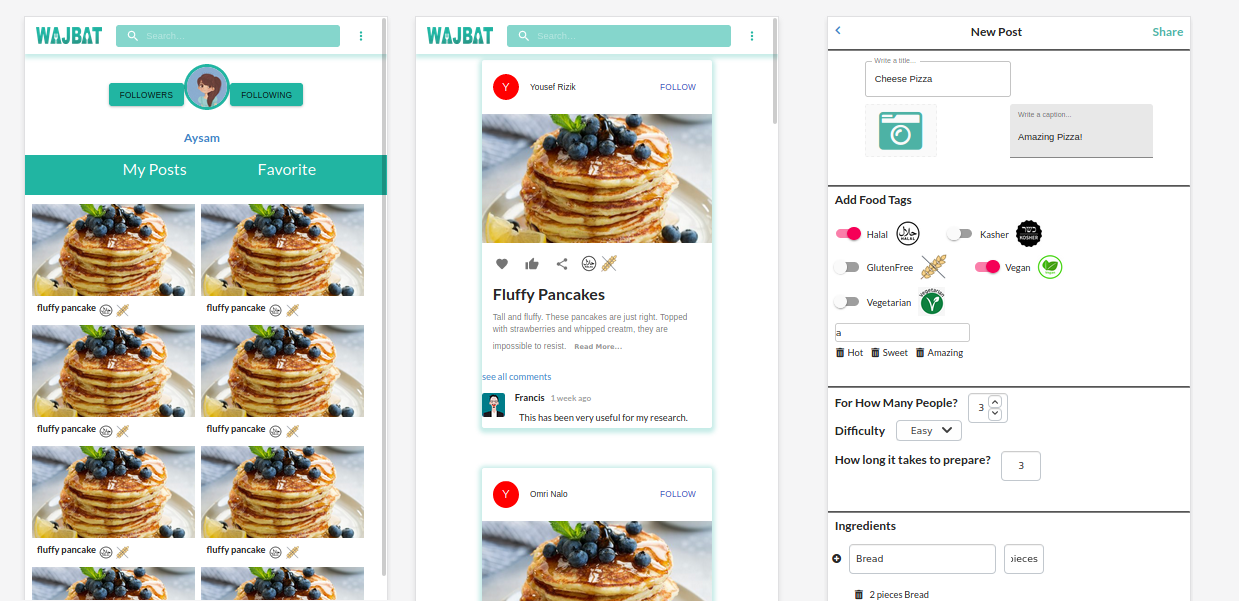 WAJBAT
Search...
FOLLOWERS
FOLLOWING
Aysam
My Posts
Favorite
fluffy pancake
fluffy pancake
fluffy pancake
fluffy pancake
fluffy pancake
fluffy pancake
WAJBAT
Search...
Y
Yousef Rizik
FOLLOW
Fluffy Pancakes
Tall and fluffy. These pancakes are just right. Topped
with strawberries and whipped creatm, they are
impossible to resist. Read More...
see all comments
Francis 1 week ago
This has been very useful for my research.
Y
Omri Nalo
FOLLOW
New Post
Share
Write a title...
Cheese Pizza
Write a caption...
Amazing Pizza!
Add Food Tags
Halal
HALAL
Kasher
כשר
KOSHER
GlutenFree
Vegan
Vegetarian
Vegetarian
V
a
Hot
Sweet
Amazing
For How Many People?
3
Difficulty
Easy
How long it takes to prepare?
3
Ingredients
Bread
pieces
2 pieces Bread